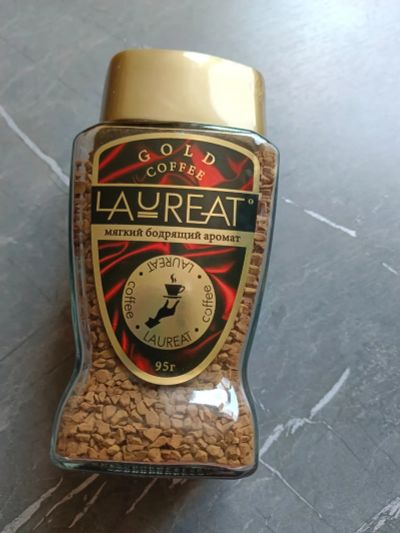 GOLD
COFFEE
LAUREAT
мягкий бодрящий аромат
LAUREAT
coffee
coffee
LAUREAT
95г